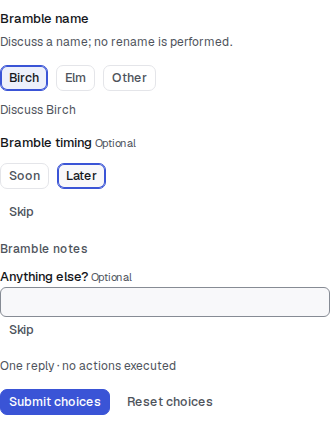 Bramble name
Discuss a name; no rename is performed.
Birch Elm Other
Discuss Birch
Bramble timing Optional
Soon Later
Skip
Bramble notes
Anything else? Optional
Skip
One reply · no actions executed
Submit choices Reset choices